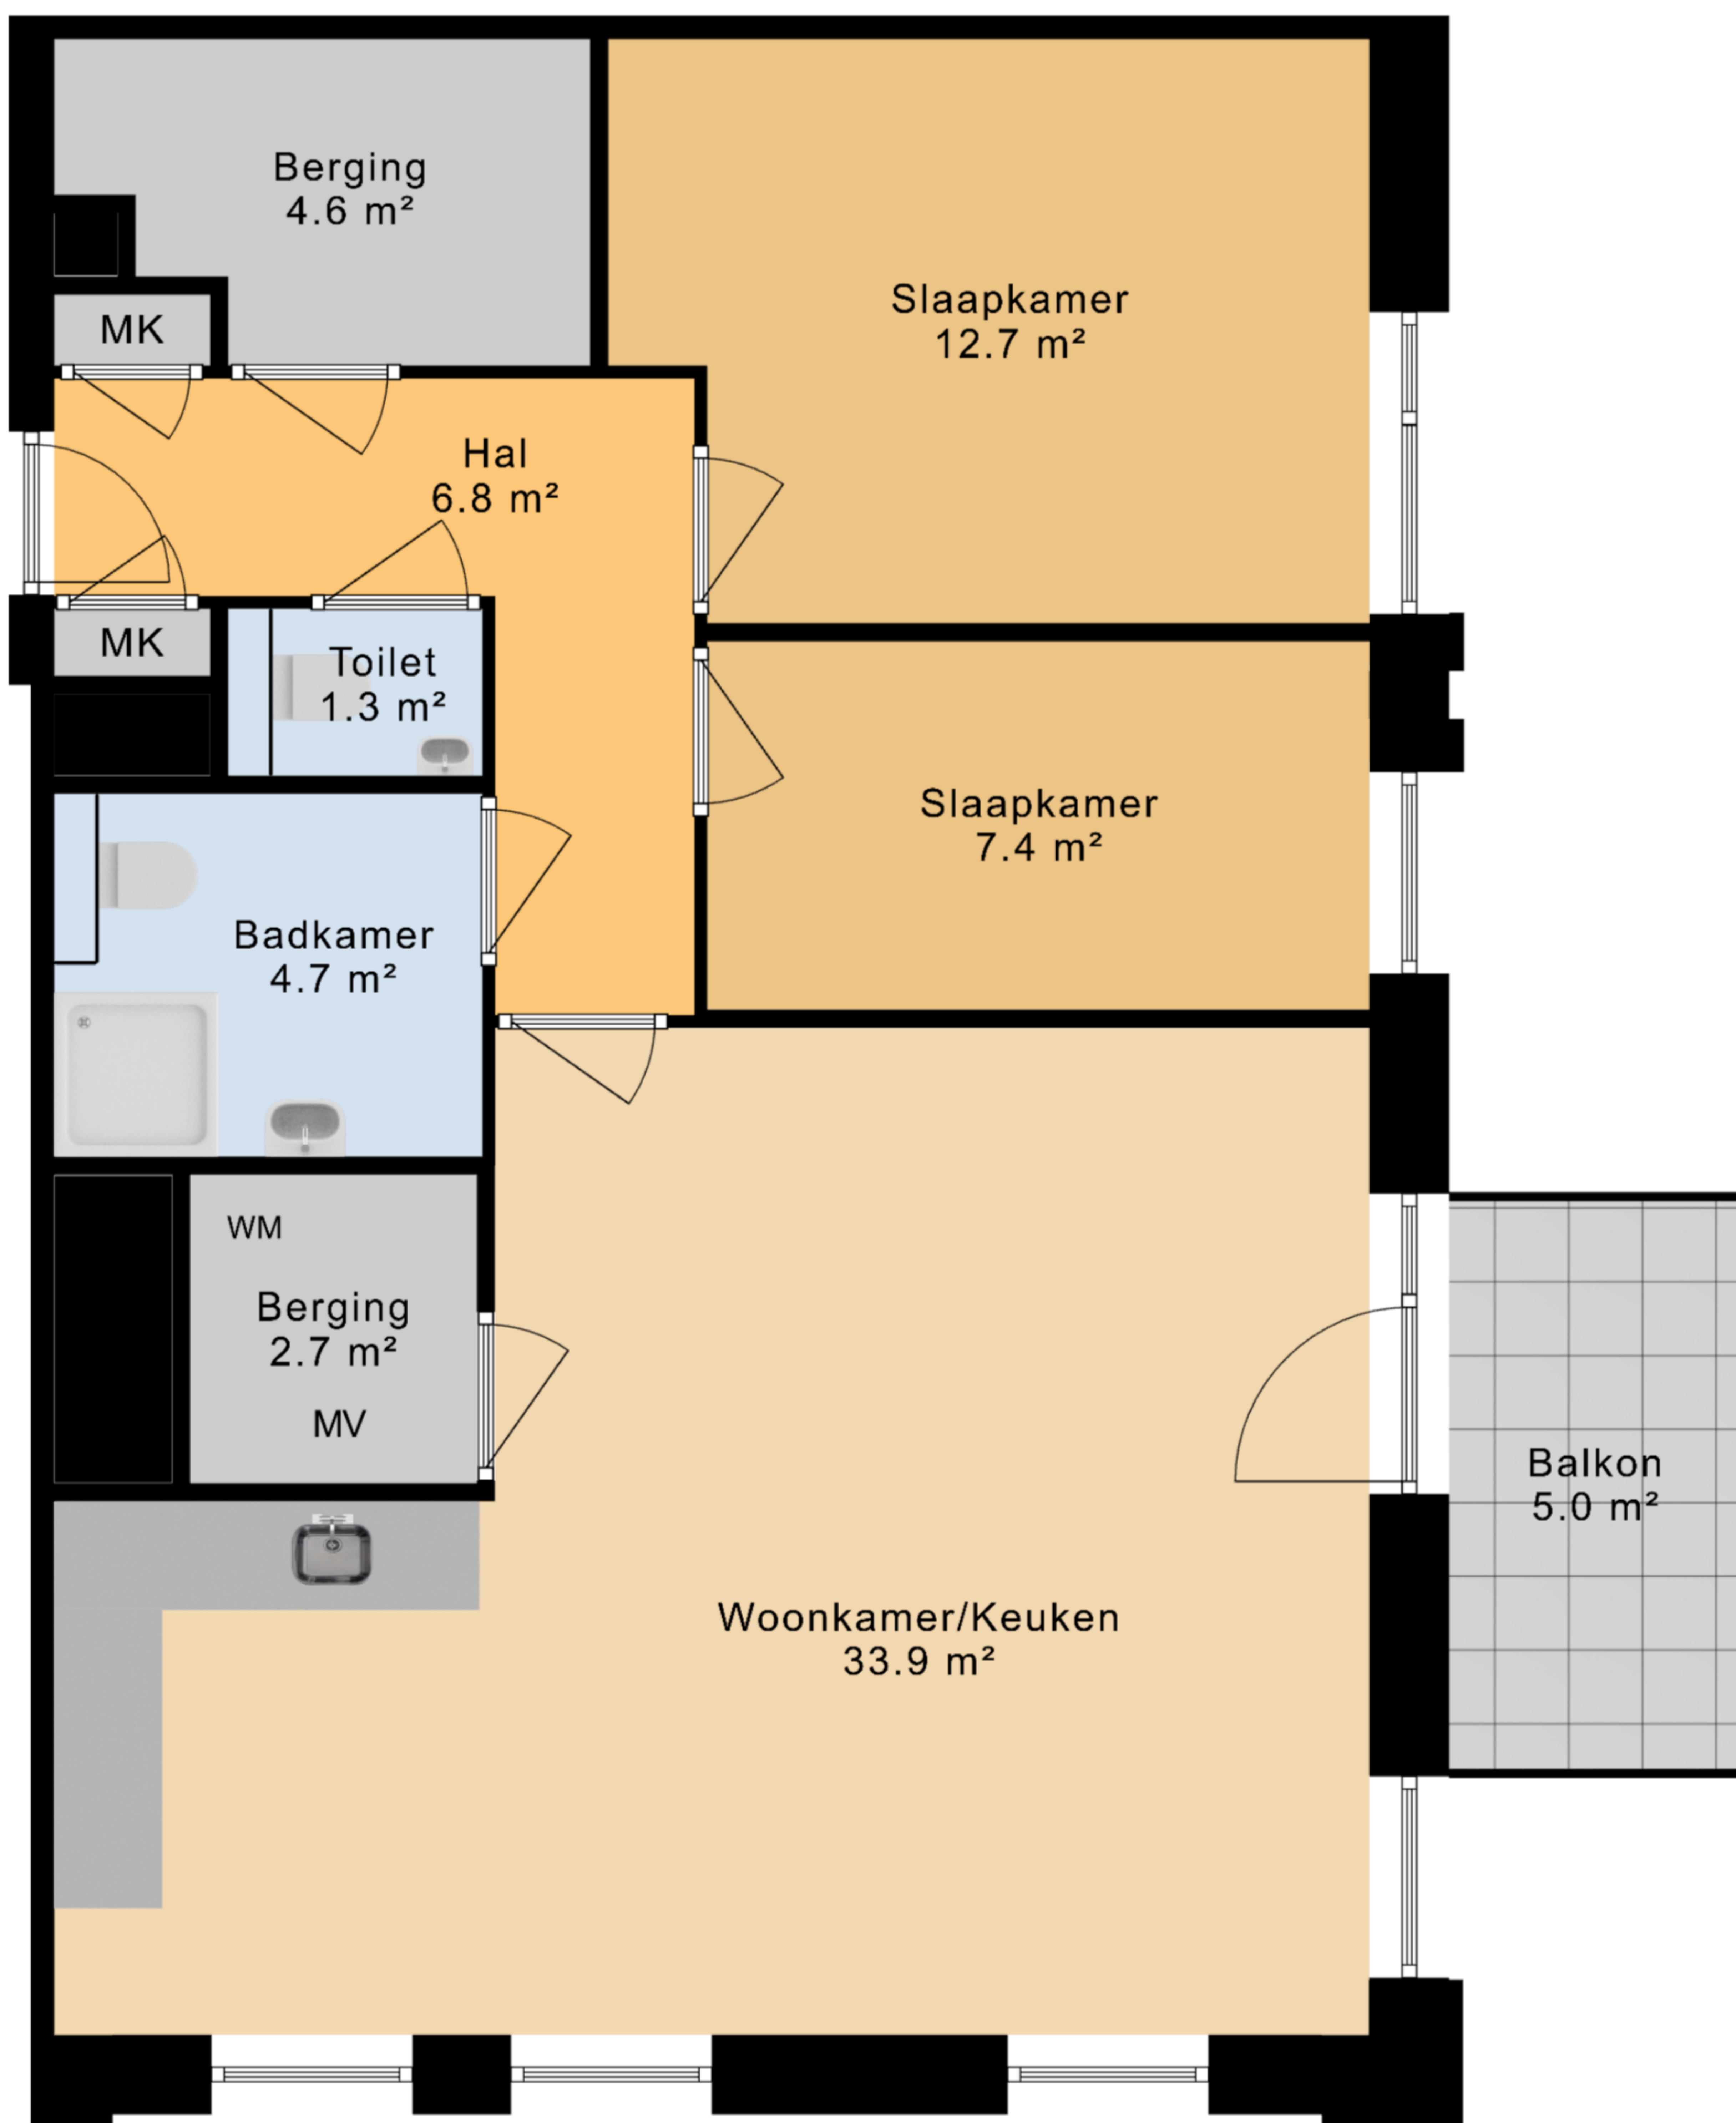 Berging
4.6 m²
Slaapkamer
12.7 m²
MK
Hal
6.8 m²
MK
Toilet
1.3 m²
Slaapkamer
7.4 m²
Badkamer
4.7 m²
WM
Berging
2.7 m²
MV
Balkon
5.0 m²
Woonkamer/Keuken
33.9 m²